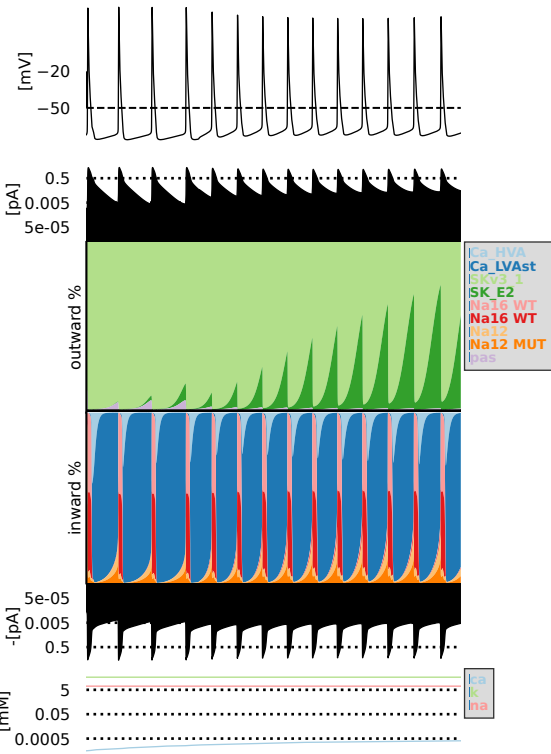 [mV]
−20
−50
[pA]
0.5
0.005
5e-05
outward %
Ca_HVA
Ca_LVAst
SKv3_1
SK_E2
Na16 WT
Na16 WT
Na12
Na12 MUT
pas
inward %
5e-05
0.005
0.5
-[pA]
ca
k
na
[mM]
5
0.05
0.0005